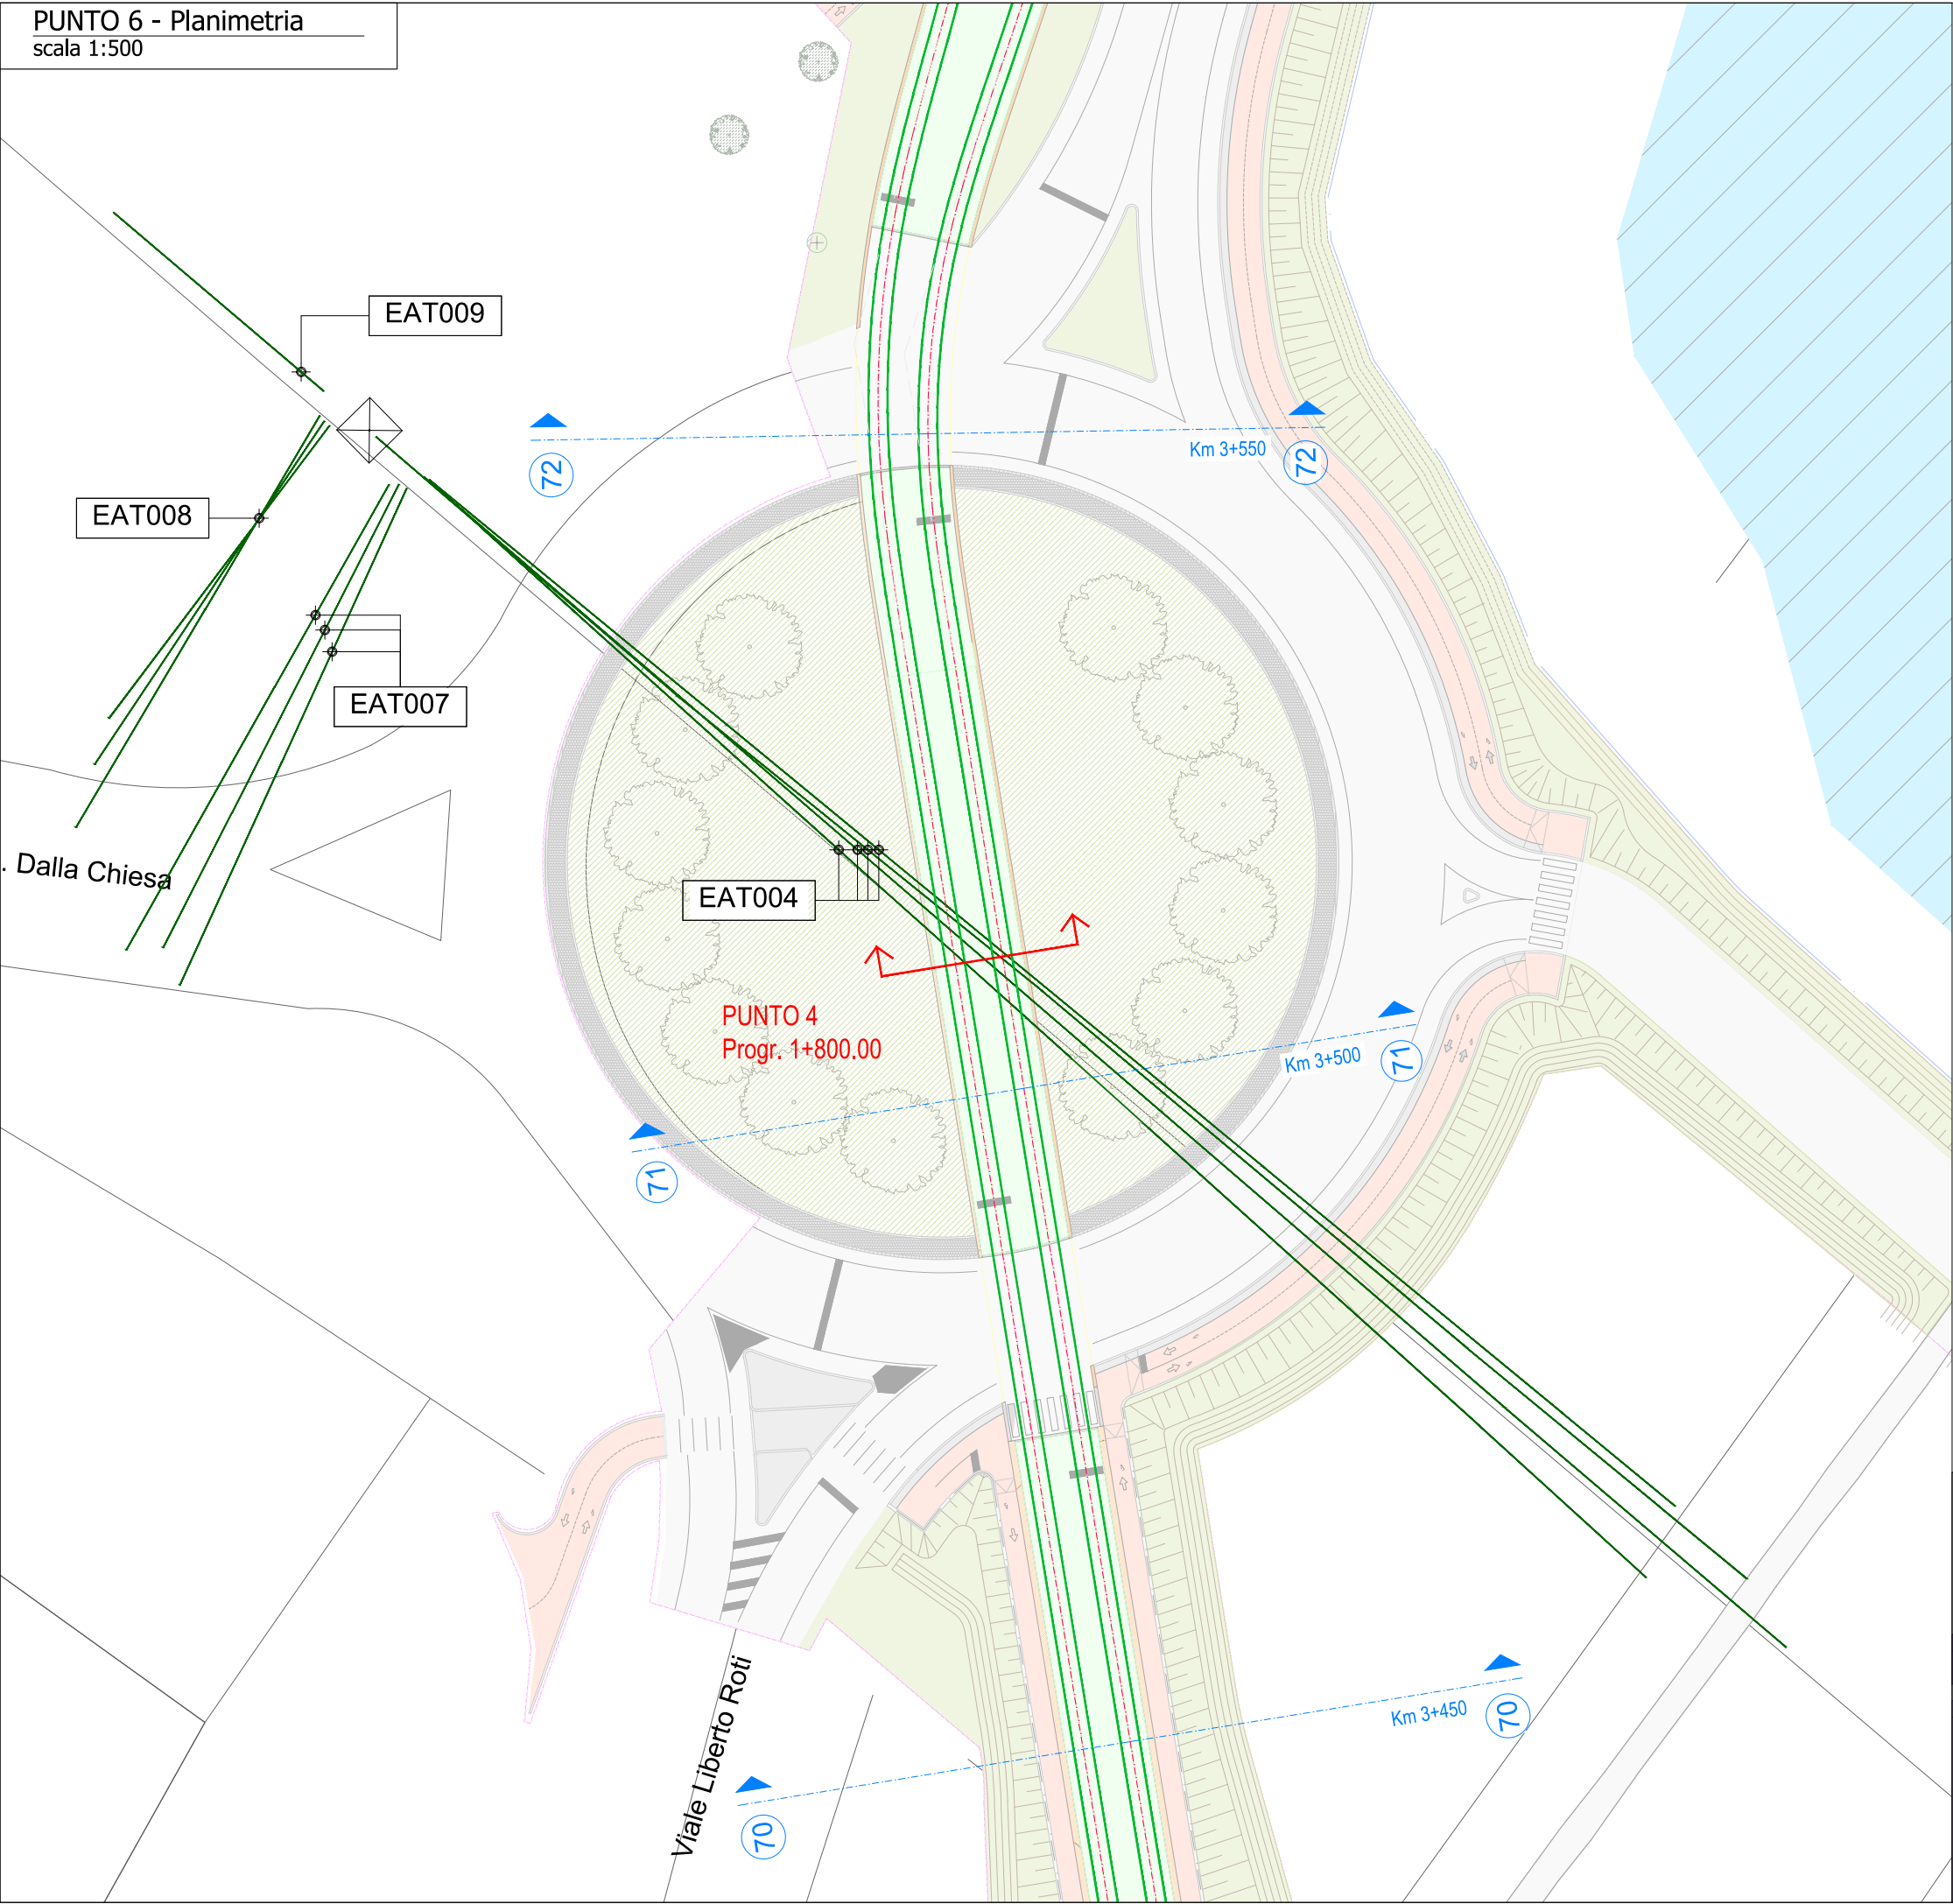 PUNTO 6 - Planimetria
scala 1:500
EAT009
72
Km 3+550
72
EAT008
EAT007
. Dalla Chiesa
EAT004
PUNTO 4
Progr. 1+800.00
Km 3+500
71
71
Viale Liberto Roti
Km 3+450
70
70